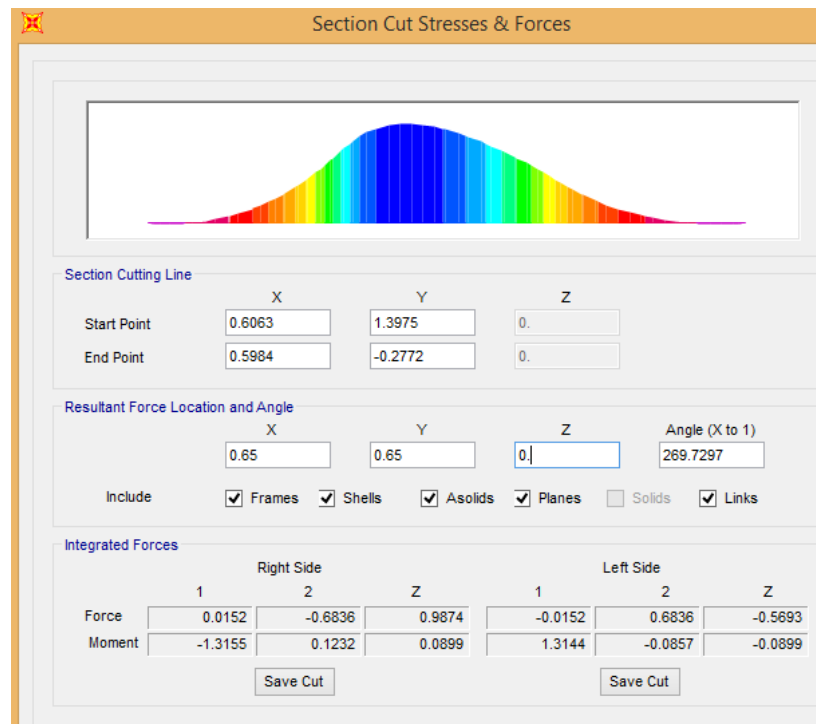 Section Cut Stresses & Forces
Section Cutting Line
X Y Z
Start Point 0.6063 1.3975 0.
End Point 0.5984 -0.2772 0.
Resultant Force Location and Angle
X Y Z Angle (X to 1)
0.65 0.65 0. 269.7297
Include Frames Shells Asolids Planes Solids Links
Integrated Forces
Right Side Left Side
1 2 Z 1 2 Z
Force 0.0152 -0.6836 0.9874 -0.0152 0.6836 -0.5693
Moment -1.3155 0.1232 0.0899 1.3144 -0.0857 -0.0899
Save Cut Save Cut